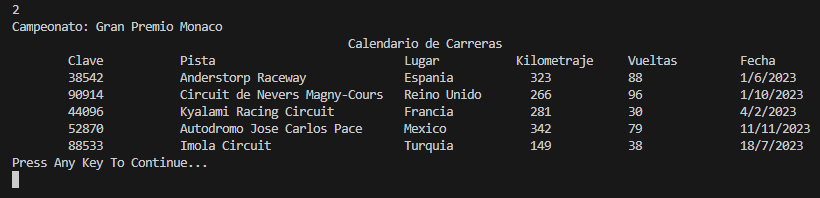 2
Campeonato: Gran Premio Monaco
Calendario de Carreras
Clave Pista Lugar Kilometraje Vueltas Fecha
38542 Anderstorp Raceway Espania 323 88 1/6/2023
90914 Circuit de Nevers Magny-Cours Reino Unido 266 96 1/10/2023
44096 Kyalami Racing Circuit Francia 281 30 4/2/2023
52870 Autodromo Jose Carlos Pace Mexico 342 79 11/11/2023
88533 Imola Circuit Turquia 149 38 18/7/2023
Press Any Key To Continue...